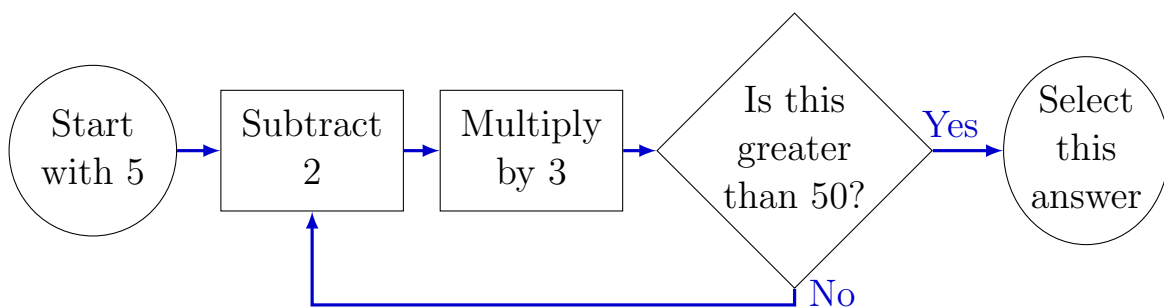 Start
with 5
Subtract
2
Multiply
by 3
Is this
greater
than 50?
Yes
Select
this
answer
No